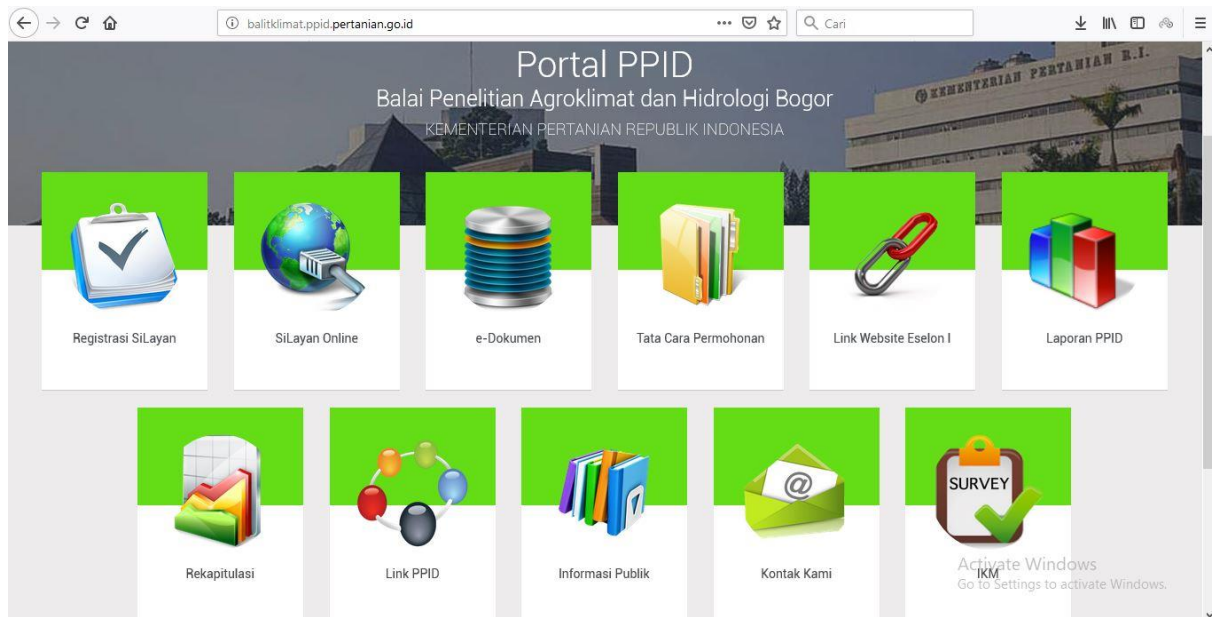 balitklimat.ppid.pertanian.go.id
Cari
Portal PPID
Balai Penelitian Agroklimat dan Hidrologi Bogor
KEMENTERIAN PERTANIAN REPUBLIK INDONESIA
KEMENTERIAN PERTANIAN R.I.
Registrasi SiLayan
SiLayan Online
e-Dokumen
Tata Cara Permohonan
Link Website Eselon I
Laporan PPID
@
SURVEY
Rekapitulasi
Link PPID
Informasi Publik
Kontak Kami
IKM
Activate Windows
Go to Settings to activate Windows.